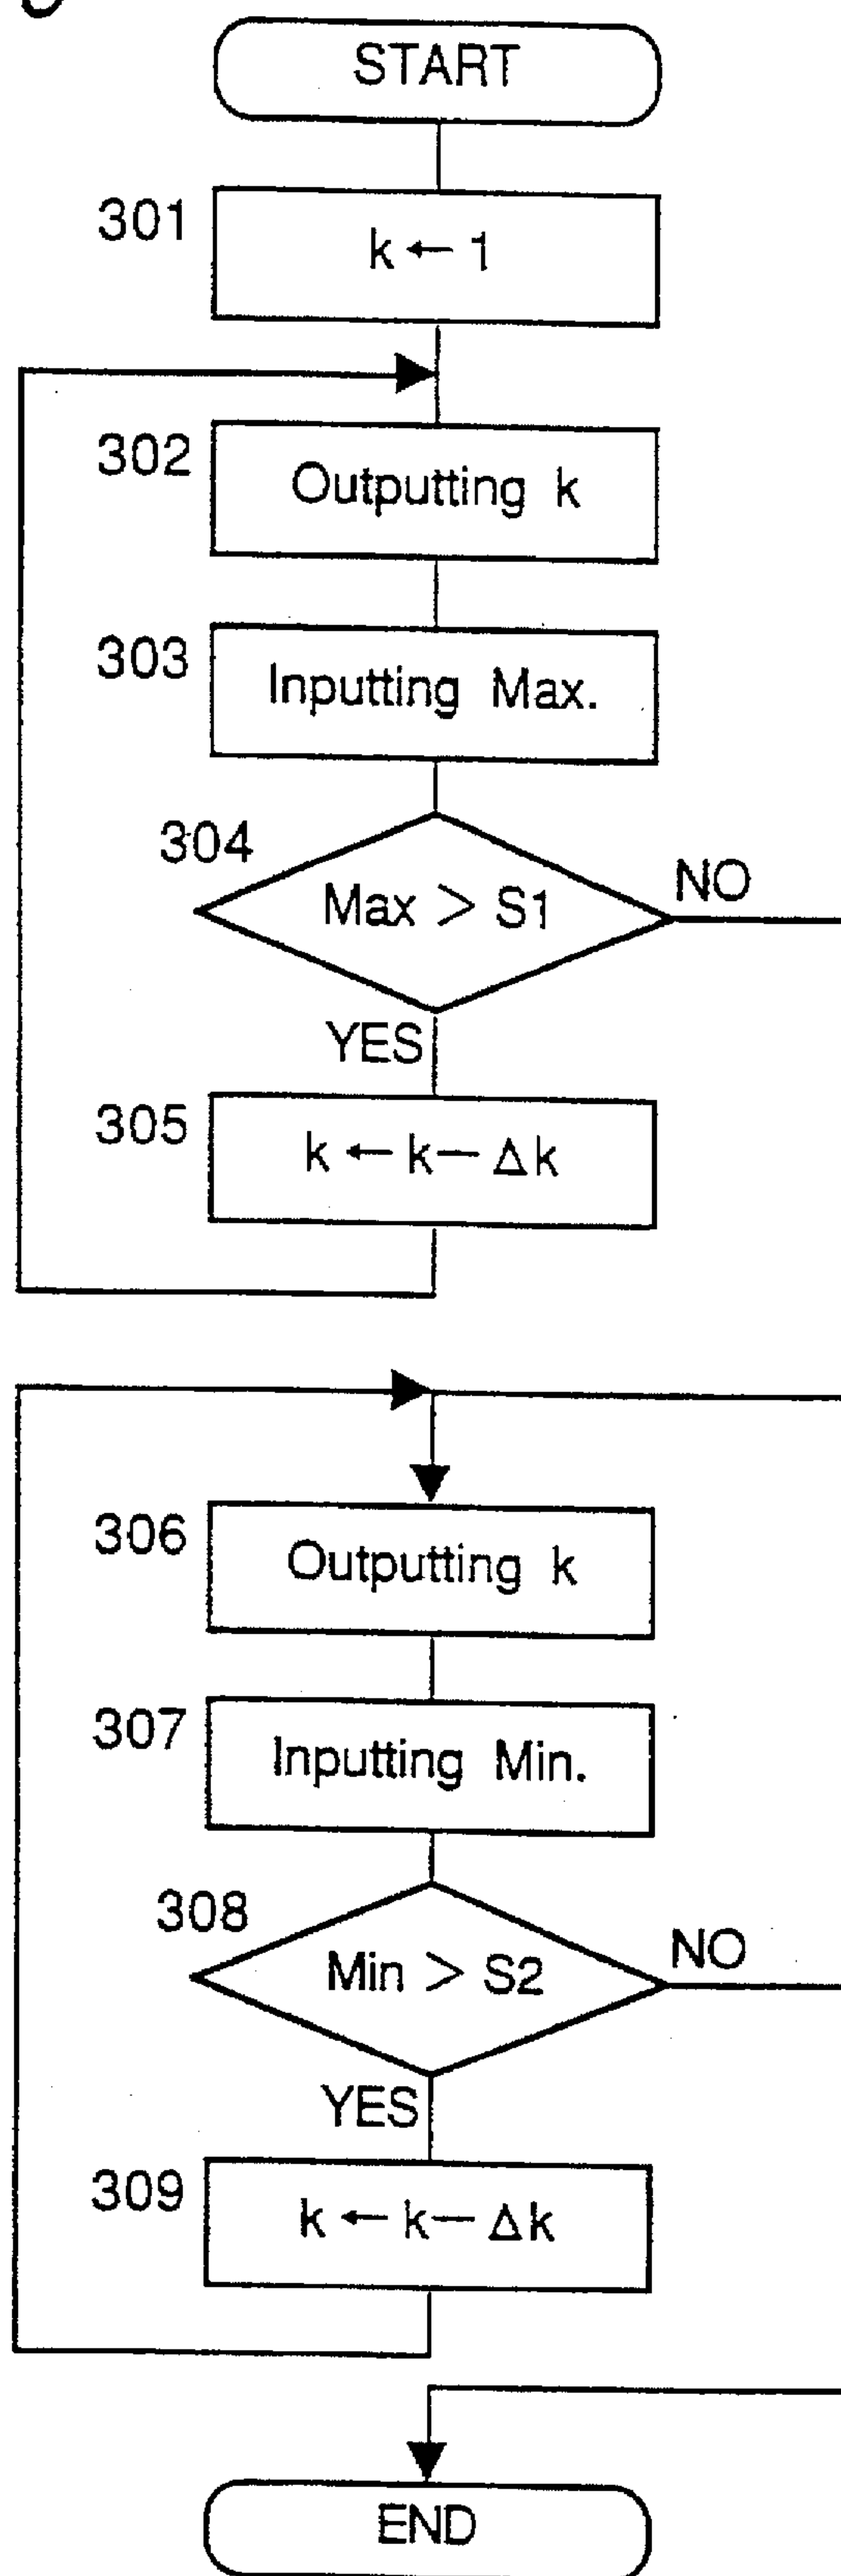 START
301
k ← 1
302
Outputting k
303
Inputting Max.
304
Max > S1
NO
YES
305
k ← k — Δk
306
Outputting k
307
Inputting Min.
308
Min > S2
NO
YES
309
k ← k — Δk
END